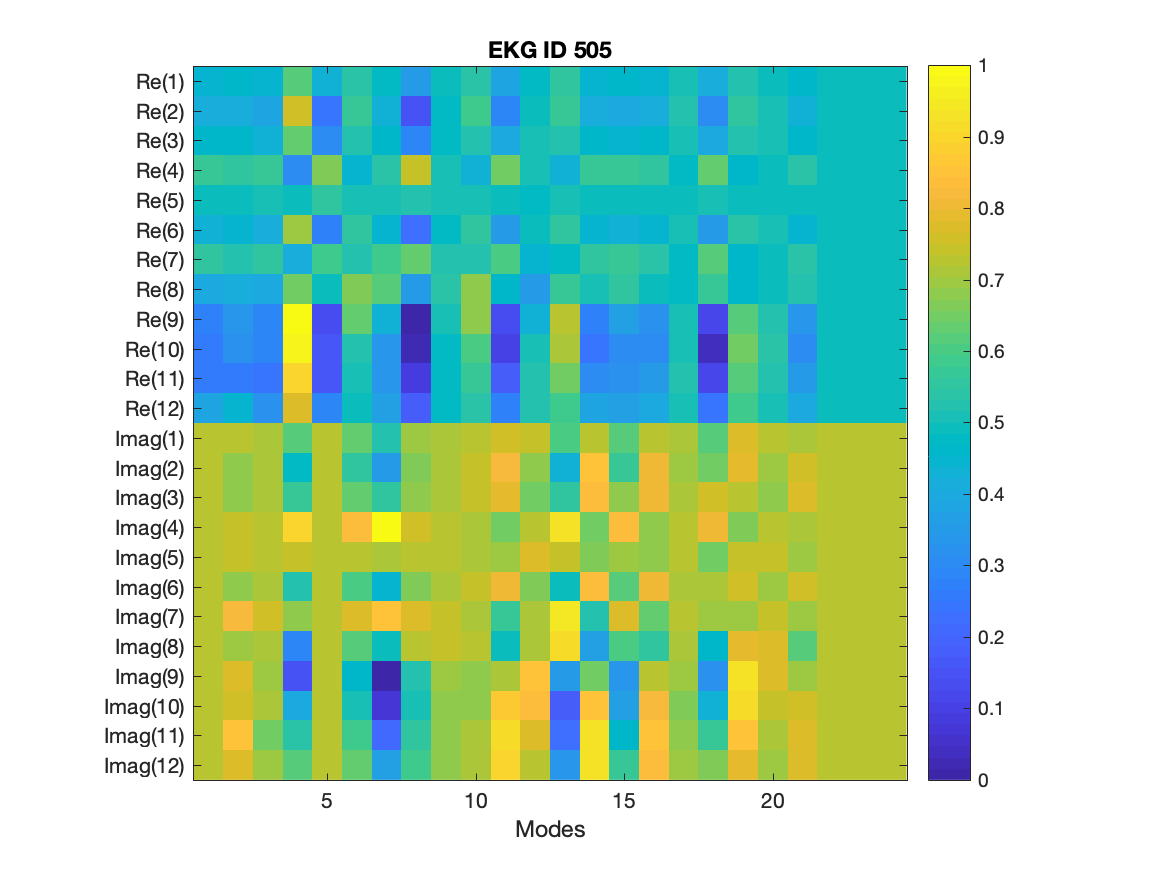 EKG ID 505
Re(1)
Re(2)
Re(3)
Re(4)
Re(5)
Re(6)
Re(7)
Re(8)
Re(9)
Re(10)
Re(11)
Re(12)
Imag(1)
Imag(2)
Imag(3)
Imag(4)
Imag(5)
Imag(6)
Imag(7)
Imag(8)
Imag(9)
Imag(10)
Imag(11)
Imag(12)
5 10 15 20
Modes
1
0.9
0.8
0.7
0.6
0.5
0.4
0.3
0.2
0.1
0